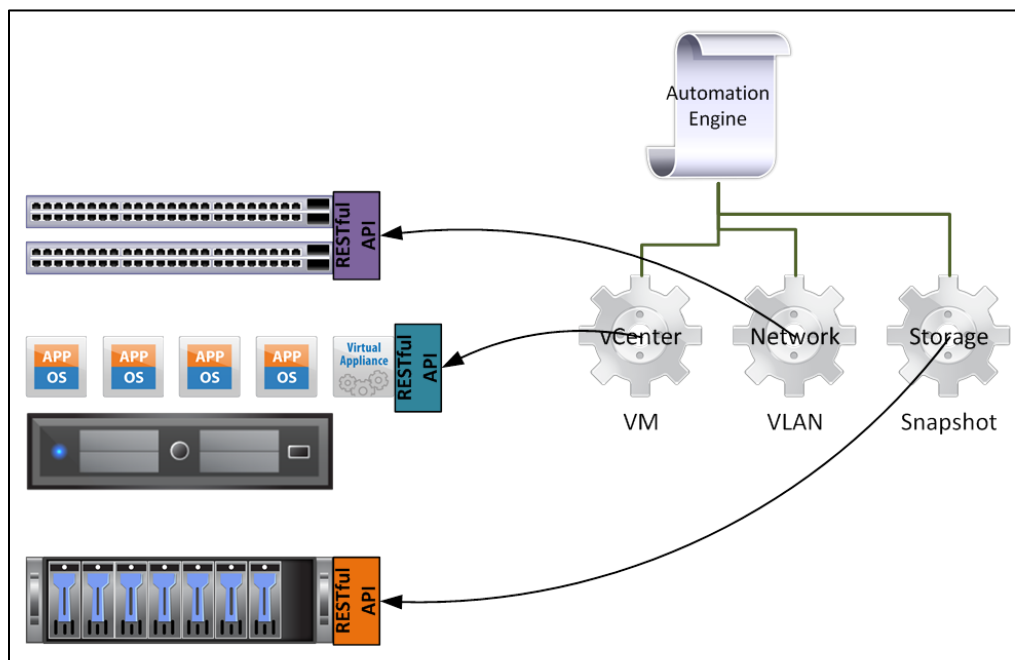 Automation
Engine
RESTful
API
vCenter
Network
Storage
VM
VLAN
Snapshot
APP
OS
APP
OS
APP
OS
APP
OS
Virtual
Appliance
RESTful
API
RESTful
API